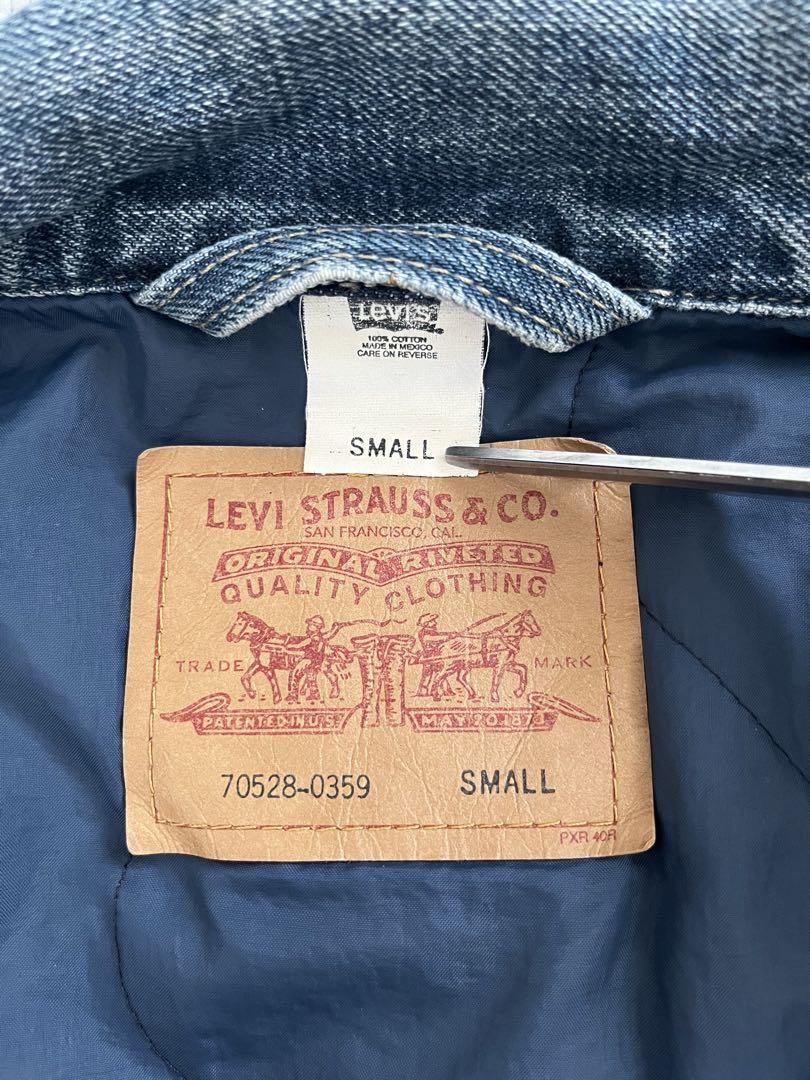 Levi's
100% COTTON
MADE IN MEXICO
CARE ON REVERSE
SMALL
LEVI STRAUSS & CO.
SAN FRANCISCO, CAL.
ORIGINAL RIVETED
QUALITY CLOTHING
TRADE MARK
PATENTED IN U.S. MAY 20, 1873
70528-0359 SMALL
PXR 40R